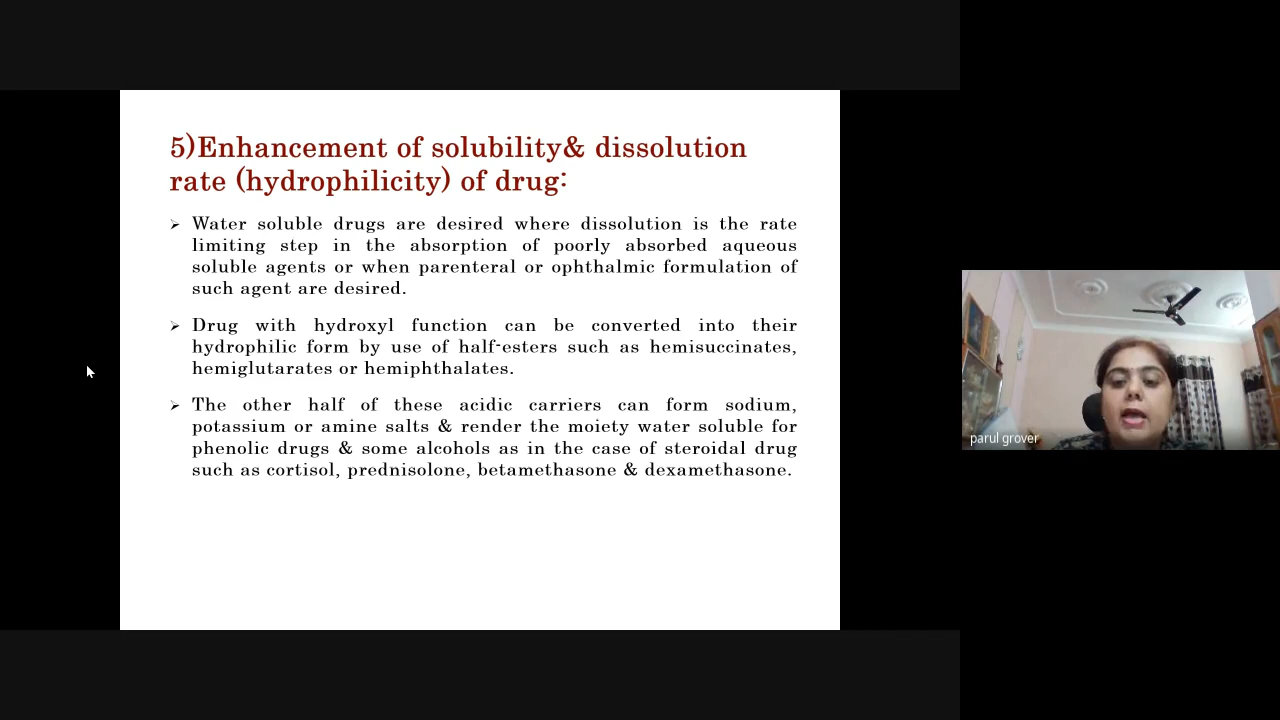 5)Enhancement of solubility& dissolution
rate (hydrophilicity) of drug:
➢ Water soluble drugs are desired where dissolution is the rate
limiting step in the absorption of poorly absorbed aqueous
soluble agents or when parenteral or ophthalmic formulation of
such agent are desired.
➢ Drug with hydroxyl function can be converted into their
hydrophilic form by use of half-esters such as hemisuccinates,
hemiglutarates or hemiphthalates.
➢ The other half of these acidic carriers can form sodium,
potassium or amine salts & render the moiety water soluble for
phenolic drugs & some alcohols as in the case of steroidal drug
such as cortisol, prednisolone, betamethasone & dexamethasone.
parul grover